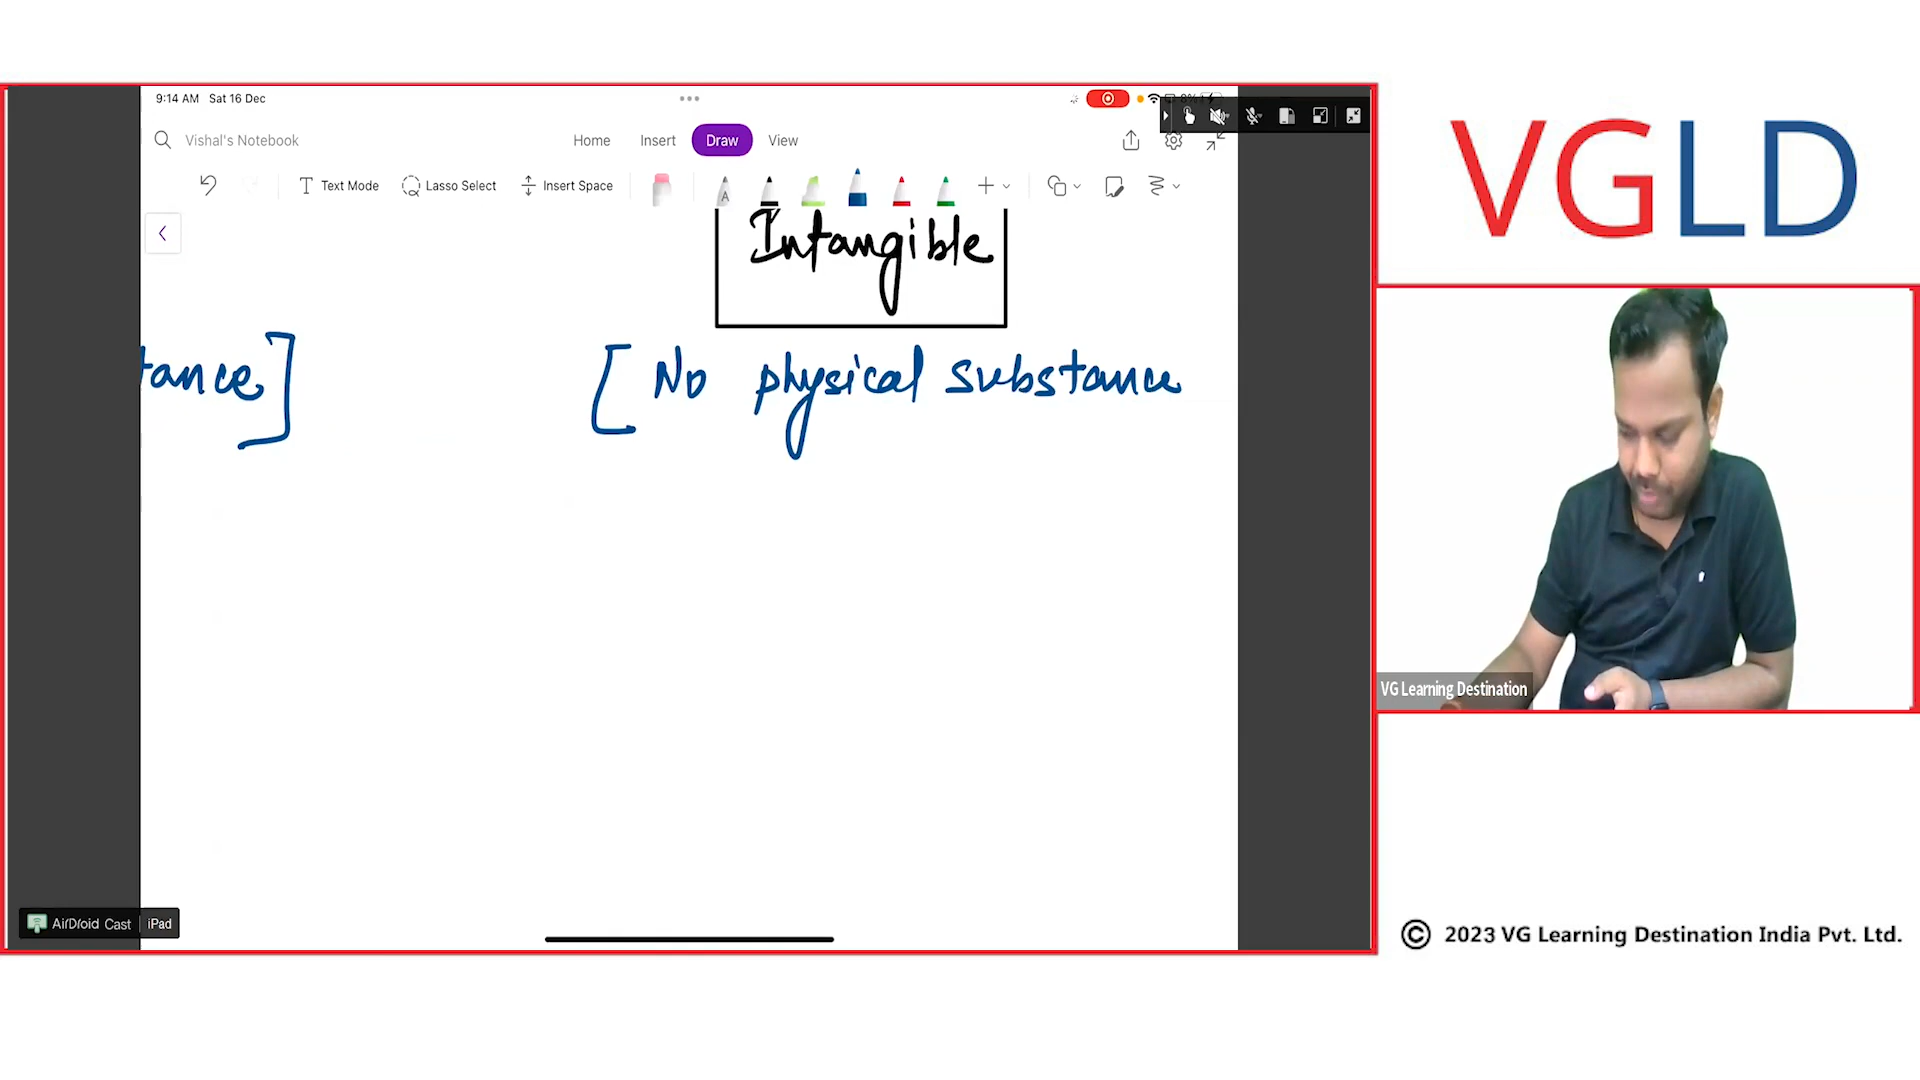 9:14 AM Sat 16 Dec
8%
Vishal's Notebook
Home Insert Draw View
Text Mode Lasso Select Insert Space
A
Intangible
tance]
[No physical substance
AirDroid Cast iPad
VGLD
VG Learning Destination
© 2023 VG Learning Destination India Pvt. Ltd.